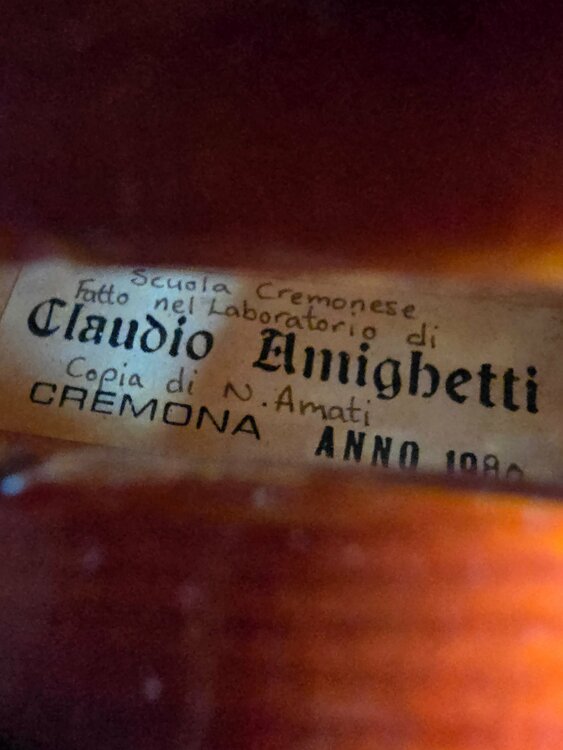 Scuola Cremonese
Fatto nel Laboratorio di
Claudio Amighetti
Copia di N. Amati
CREMONA ANNO